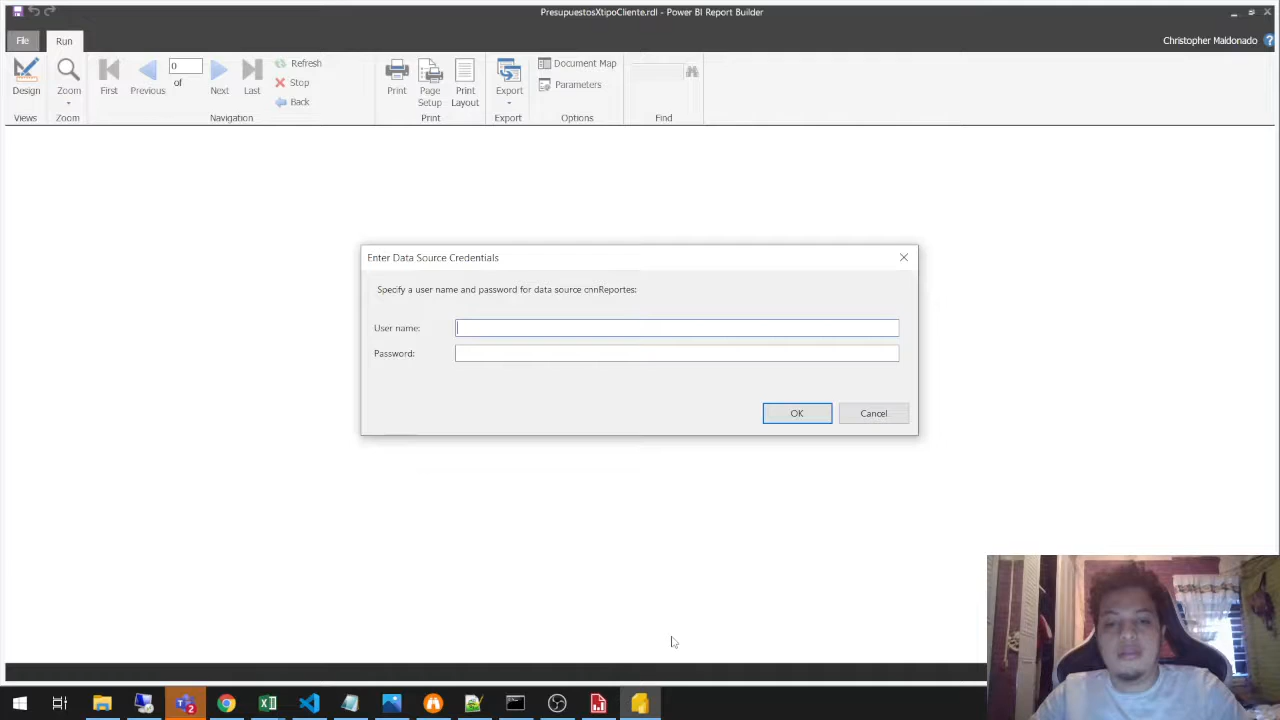 PresupuestosXtipoCliente.rdl - Power BI Report Builder
File
Run
Christopher Maldonado
Design
Zoom
First
Previous
0
of
Next
Last
Refresh
Stop
Back
Print
Page
Setup
Print
Layout
Export
Document Map
Parameters
Views
Zoom
Navigation
Print
Export
Options
Find
Enter Data Source Credentials
Specify a user name and password for data source cnnReportes:
User name:
Password:
OK
Cancel
2